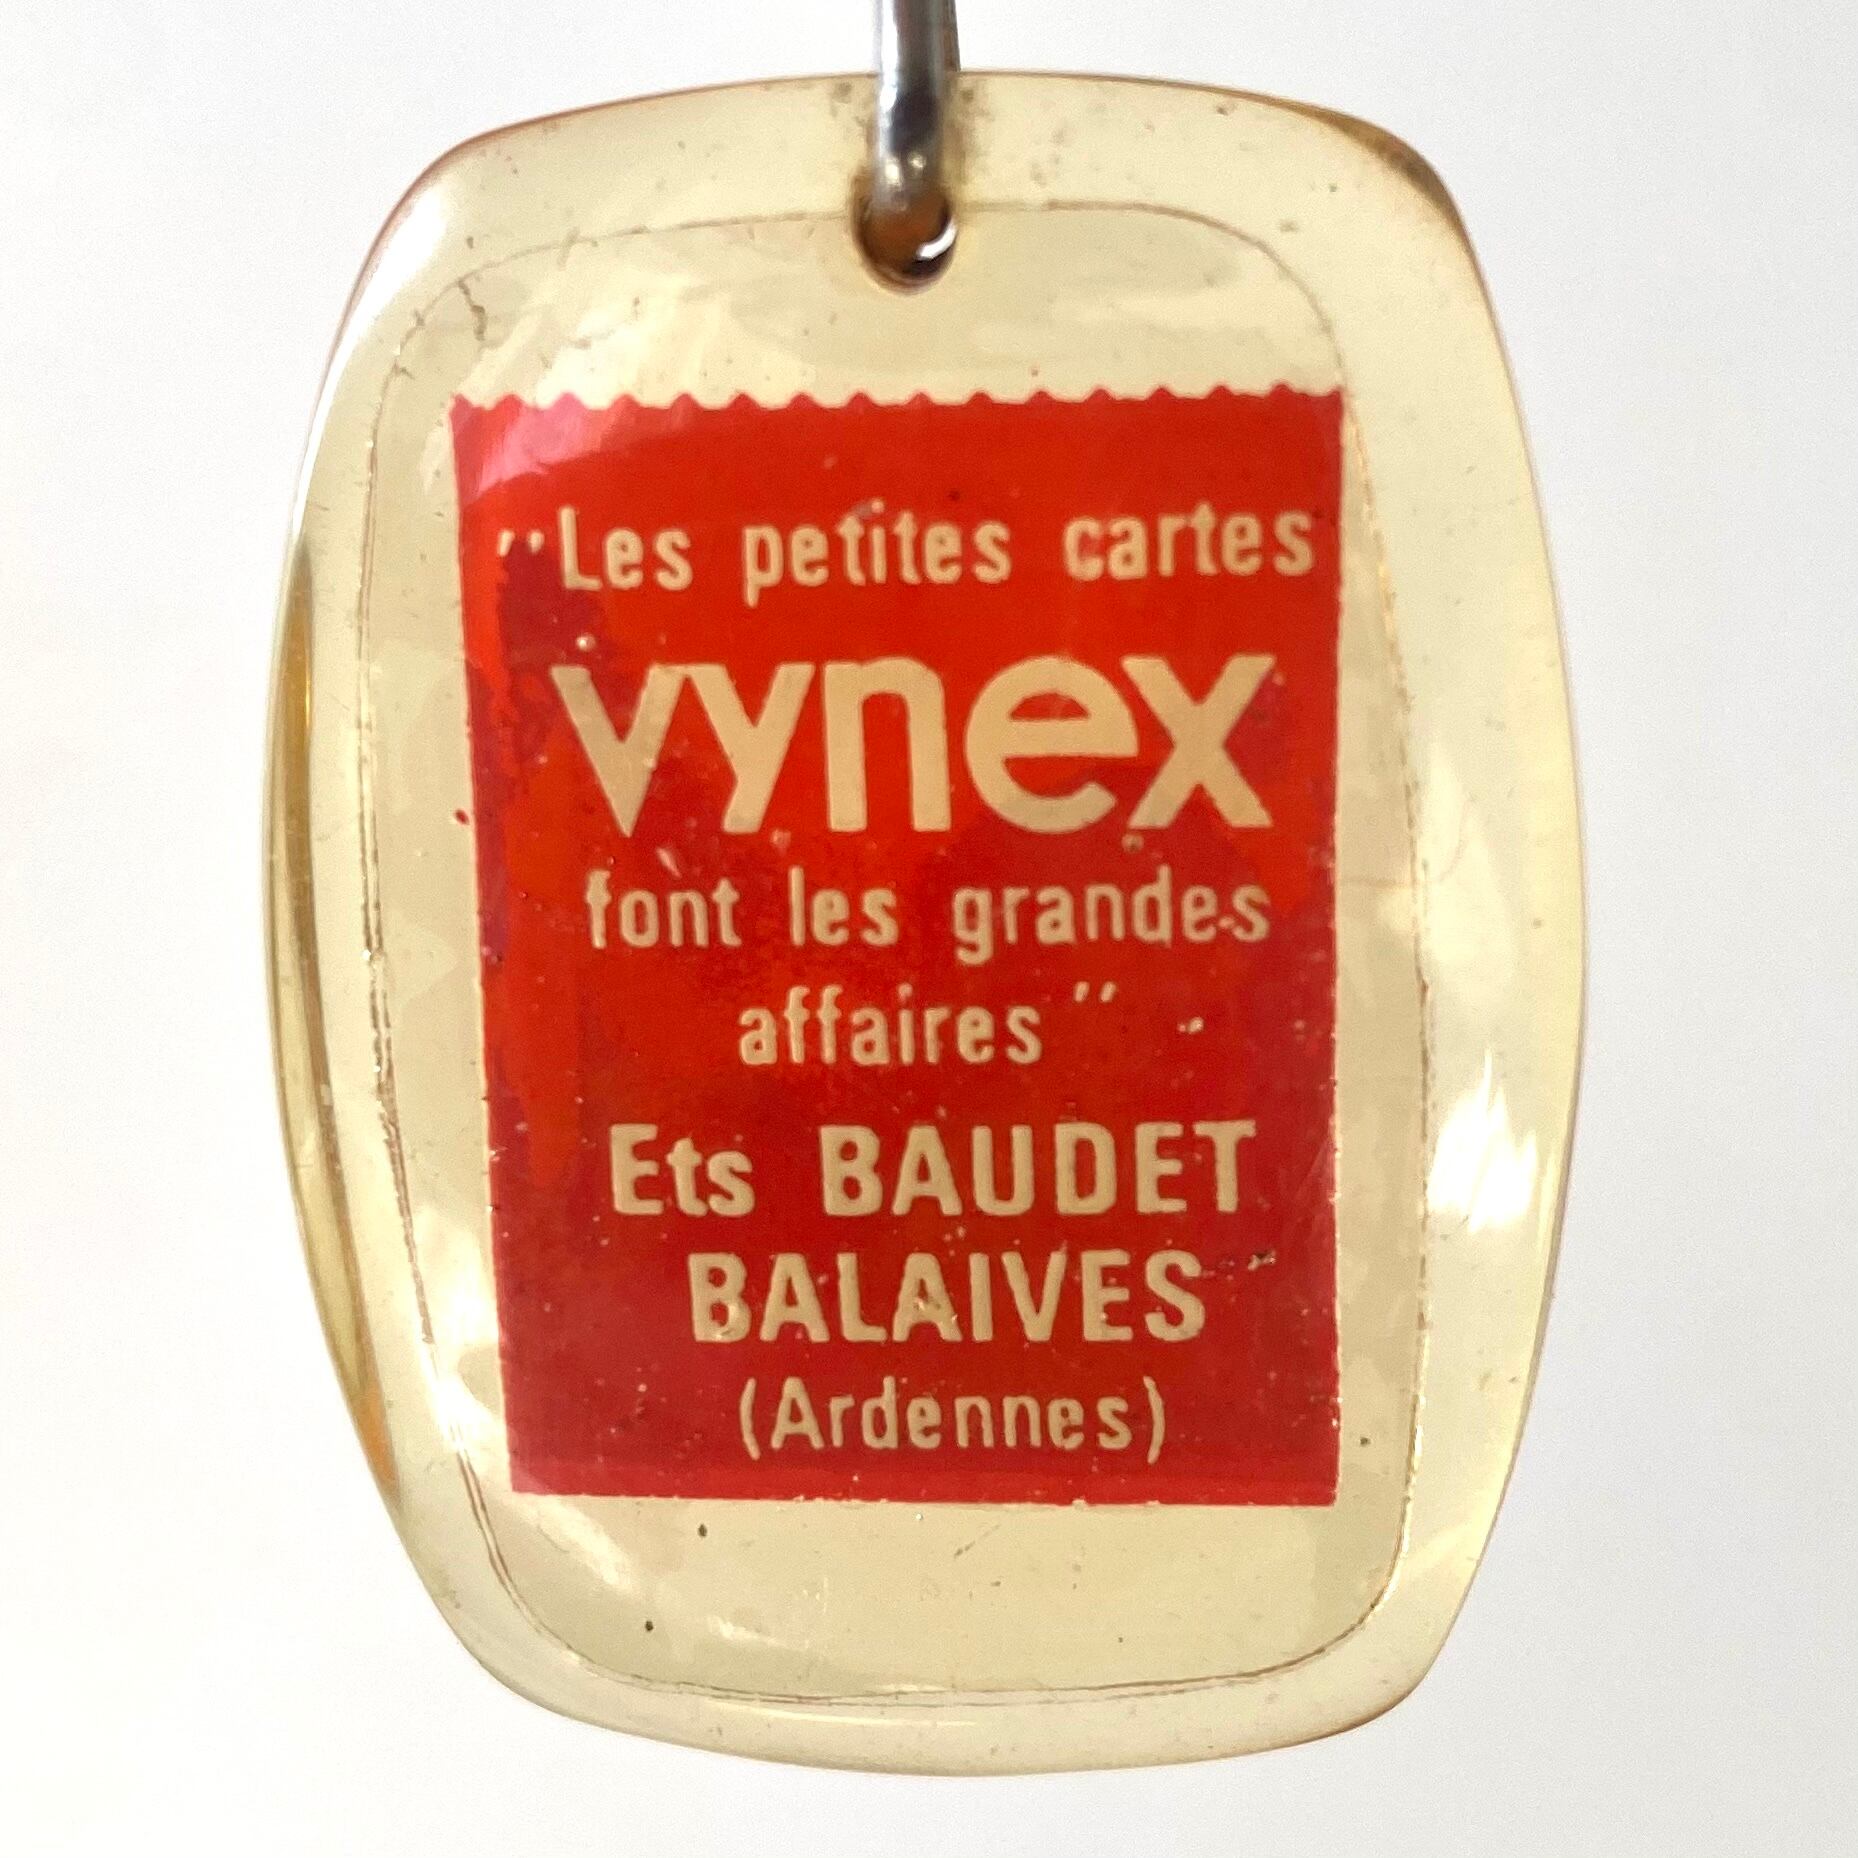 "Les petites cartes
vynex
font les grandes
affaires"
Ets BAUDET
BALAIVES
(Ardennes)